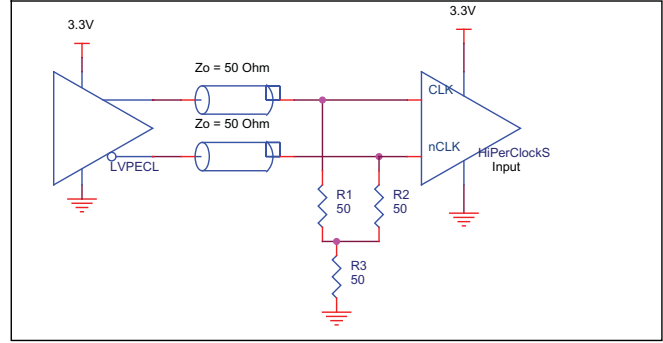 3.3V
3.3V
Zo = 50 Ohm
CLK
Zo = 50 Ohm
nCLK
LVPECL
HiPerClockS
Input
R1
50
R2
50
R3
50